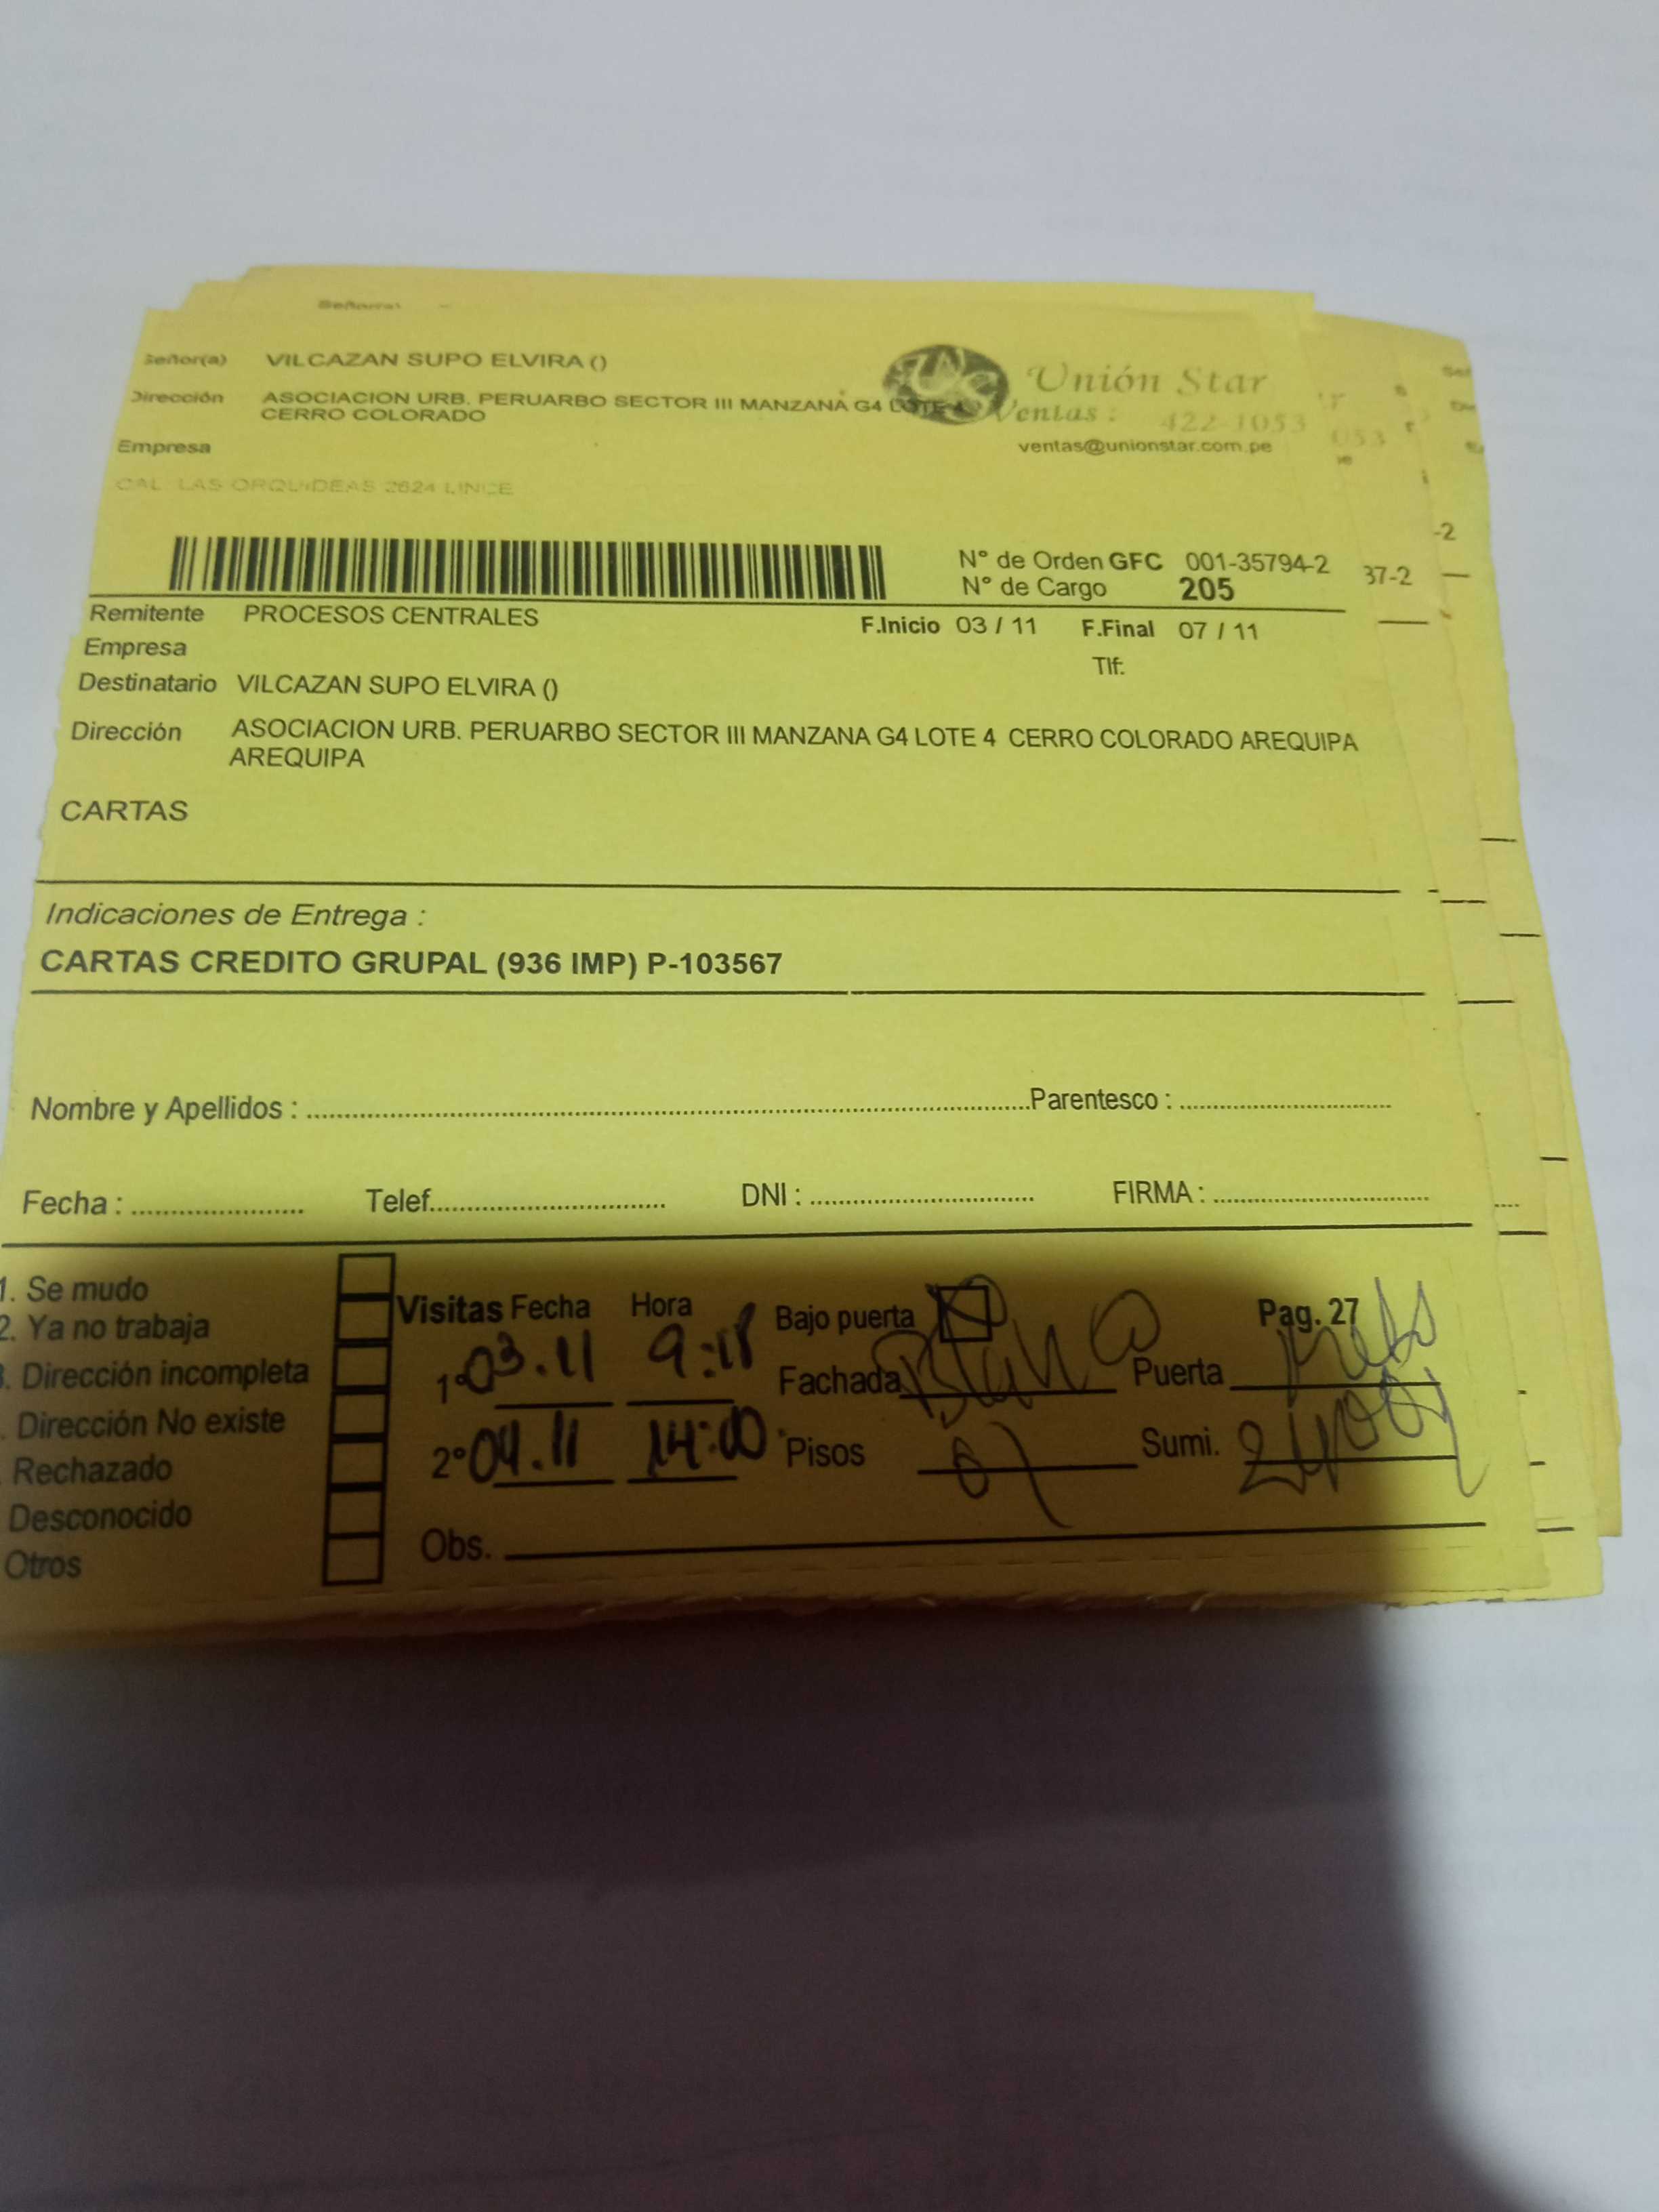 Señor(a) VILCAZAN SUPO ELVIRA ()
Dirección ASOCIACION URB. PERUARBO SECTOR III MANZANA G4 LOTE 4
CERRO COLORADO
Unión Star
Ventas : 422-1053
ventas@unionstar.com.pe
Empresa
CAL. LAS ORQUIDEAS 2624 LINCE
N° de Orden GFC 001-35794-2
37-2
-2
N° de Cargo 205
Remitente PROCESOS CENTRALES
F.Inicio 03 / 11 F.Final 07 / 11
Empresa
Tlf:
Destinatario VILCAZAN SUPO ELVIRA ()
Dirección ASOCIACION URB. PERUARBO SECTOR III MANZANA G4 LOTE 4 CERRO COLORADO AREQUIPA
AREQUIPA
CARTAS
Indicaciones de Entrega :
CARTAS CREDITO GRUPAL (936 IMP) P-103567
Nombre y Apellidos : Parentesco :
Fecha : Telef. DNI : FIRMA :
1. Se mudo
2. Ya no trabaja
. Dirección incompleta
. Dirección No existe
Rechazado
Desconocido
Otros
Visitas Fecha Hora Bajo puerta Pag. 27
1° 03.11 9:18 Fachada Blanco Puerta
2° 04.11 14:00 Pisos Sumi.
Obs.